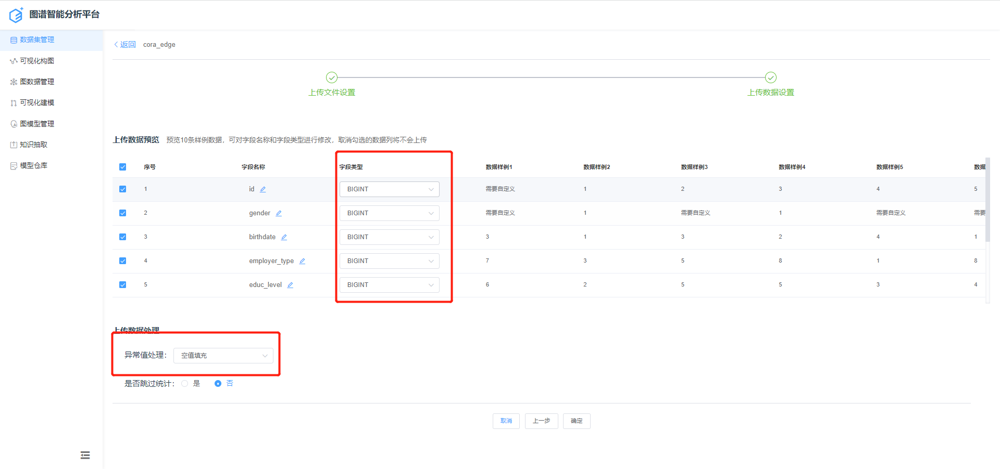 图谱智能分析平台
数据集管理
可视化构图
图数据管理
可视化建模
图模型管理
知识抽取
模型仓库
返回 cora_edge
上传文件设置 上传数据设置
上传数据预览 预览10条样例数据，可对字段名称和字段类型进行修改，取消勾选的数据列将不会上传
序号 字段名称 字段类型 数据样例1 数据样例2 数据样例3 数据样例4 数据样例5 数据
1 id BIGINT 需要自定义 1 2 3 4 5
2 gender BIGINT 需要自定义 1 需要自定义 1 需要自定义 需要
3 birthdate BIGINT 3 1 3 2 4 1
4 employer_type BIGINT 7 3 5 8 1 8
5 educ_level BIGINT 6 2 5 5 3 4
上传数据处理
异常值处理： 空值填充
是否跳过统计： 是 否
取消 上一步 确定